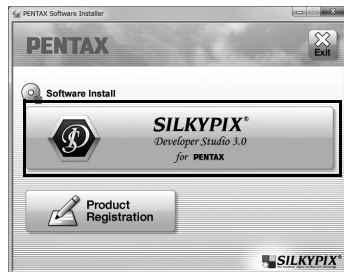 PENTAX Software Installer
PENTAX
Exit
Software Install
SILKYPIX®
Developer Studio 3.0
for PENTAX
Product
Registration
SILKYPIX®